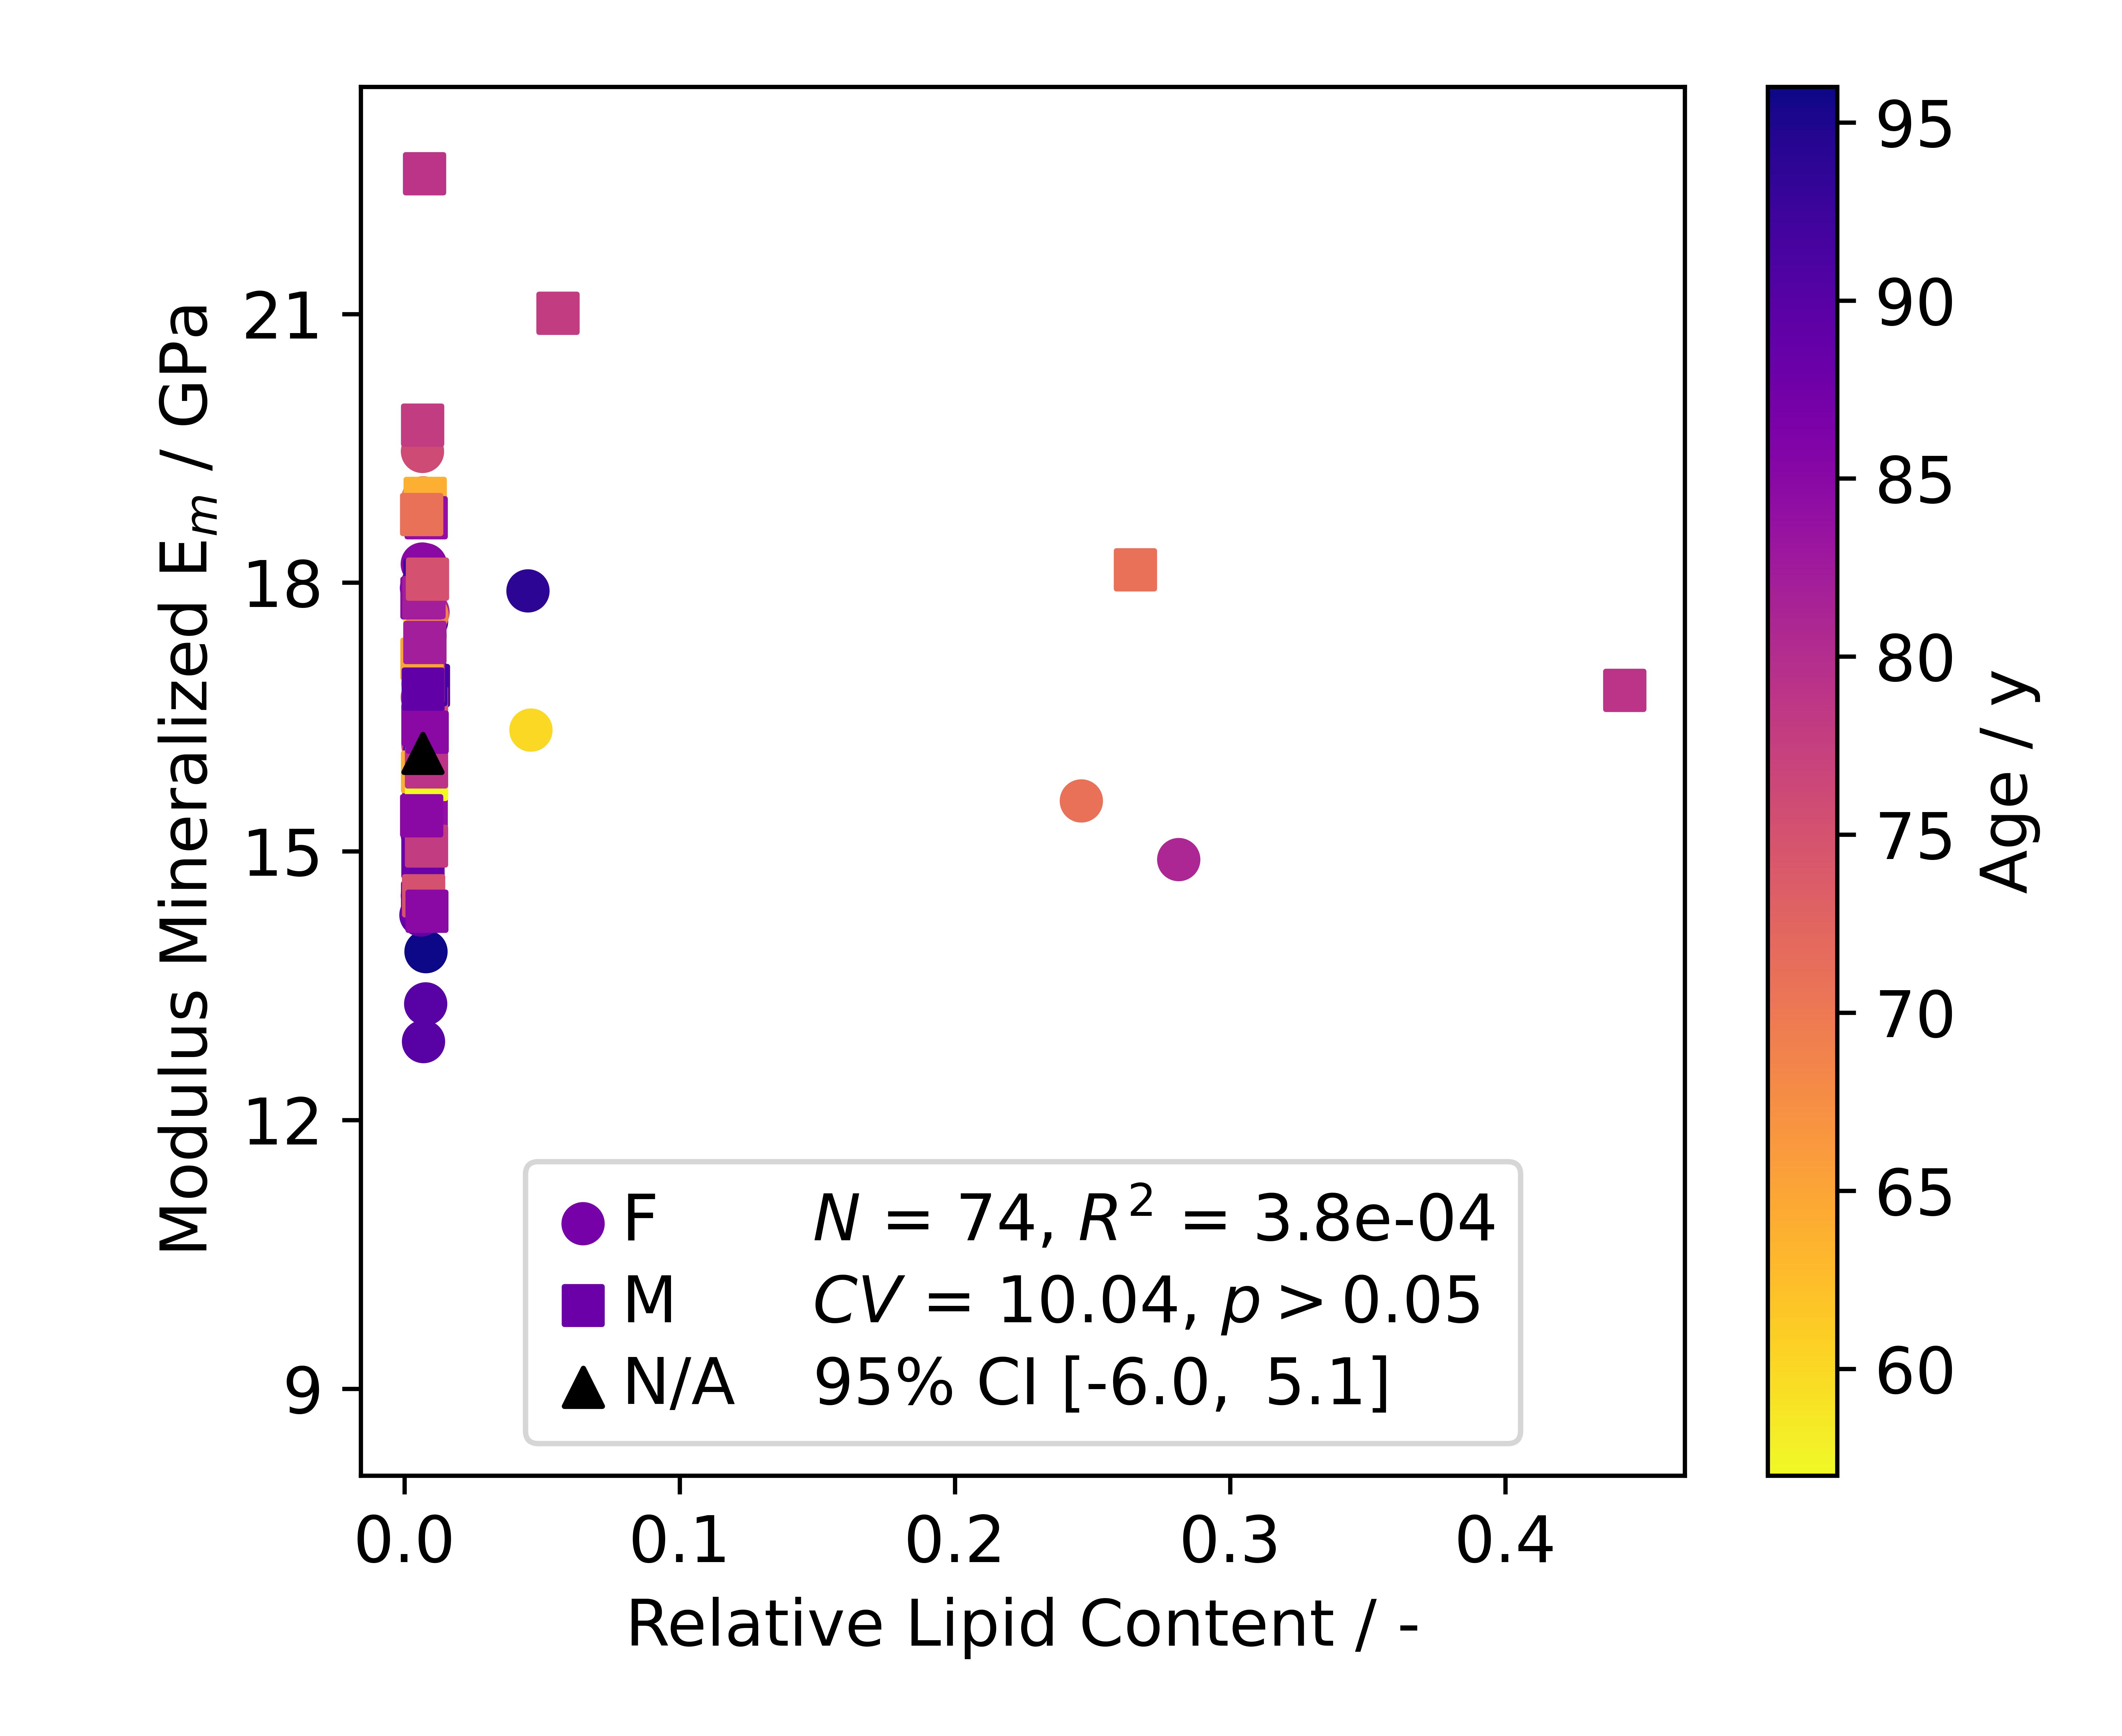 Modulus Mineralized Eₘ / GPa
21
18
15
12
9
F N = 74, R² = 3.8e-04
M CV = 10.04, p > 0.05
N/A 95% CI [-6.0, 5.1]
0.0 0.1 0.2 0.3 0.4
Relative Lipid Content / -
95
90
85
80
75
70
65
60
Age / y